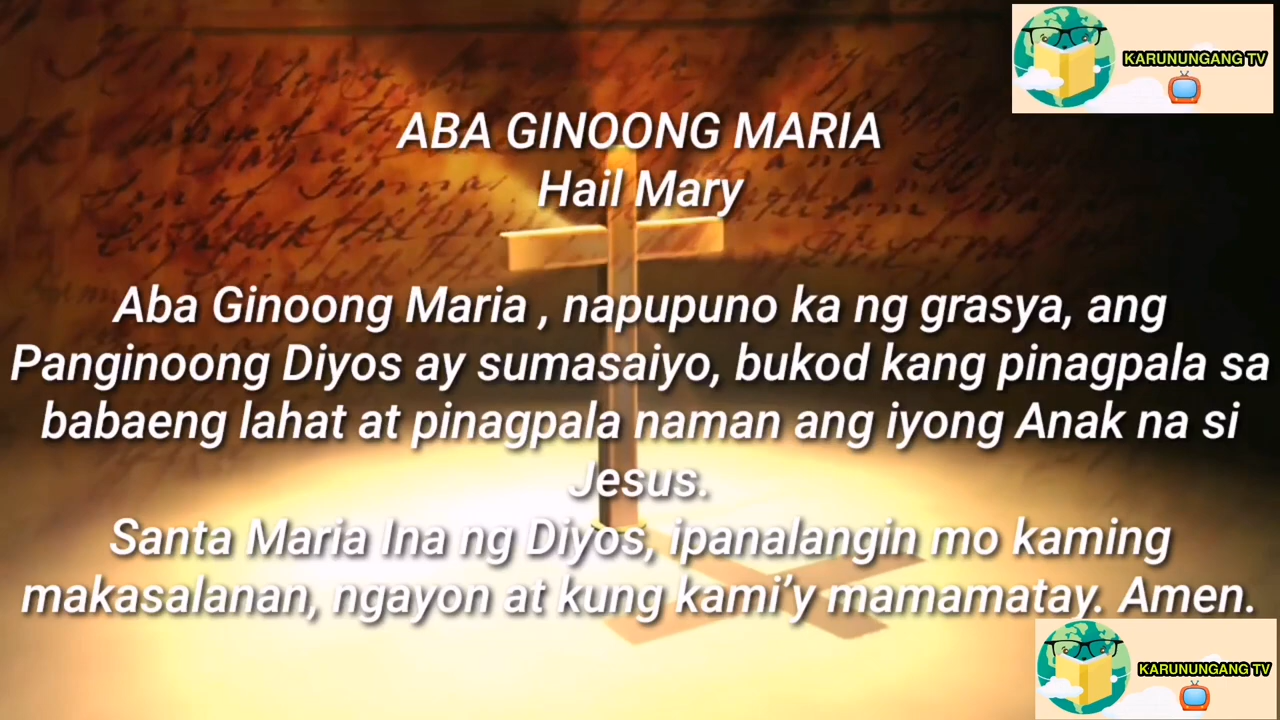 KARUNUNGANG TV
ABA GINOONG MARIA
Hail Mary
Aba Ginoong Maria , napupuno ka ng grasya, ang
Panginoong Diyos ay sumasaiyo, bukod kang pinagpala sa
babaeng lahat at pinagpala naman ang iyong Anak na si
Jesus.
Santa Maria Ina ng Diyos, ipanalangin mo kaming
makasalanan, ngayon at kung kami’y mamamatay. Amen.
KARUNUNGANG TV